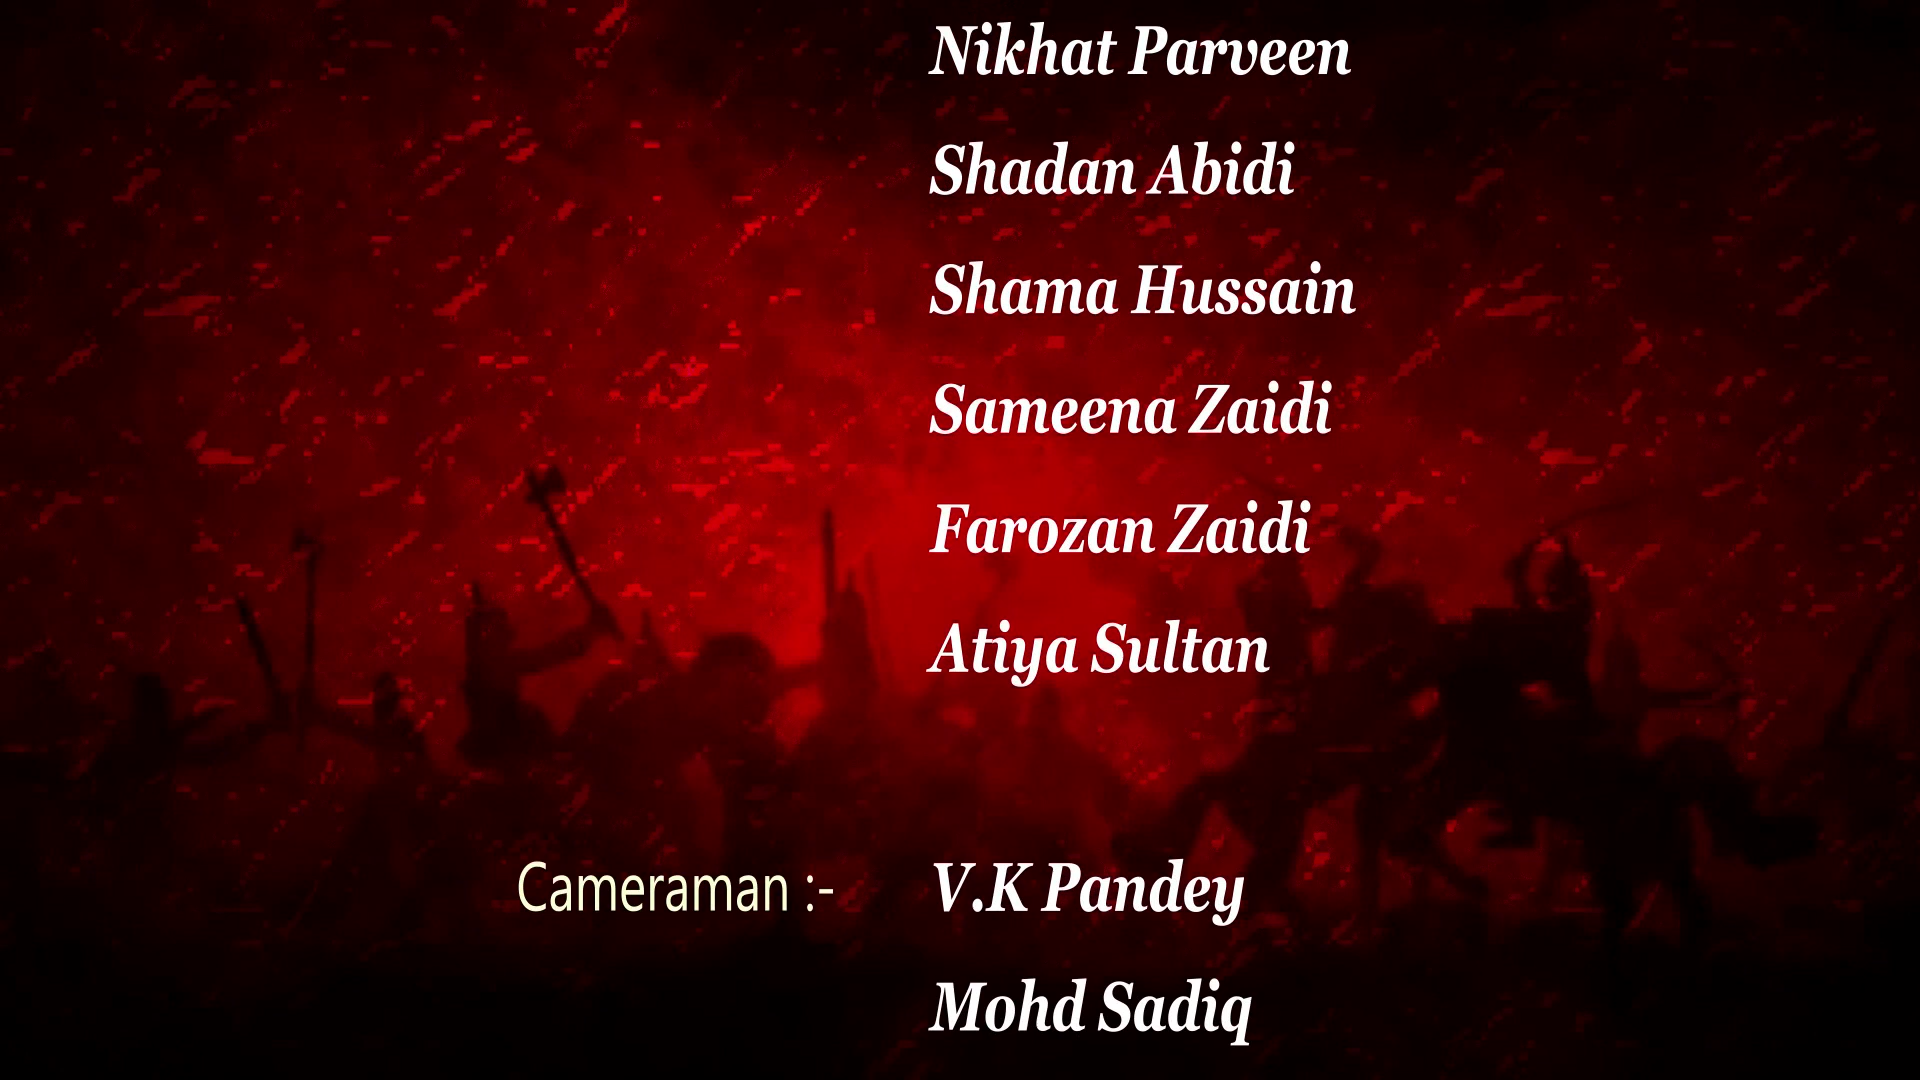 Nikhat Parveen
Shadan Abidi
Shama Hussain
Sameena Zaidi
Farozan Zaidi
Atiya Sultan
Cameraman :- V.K Pandey
Mohd Sadiq